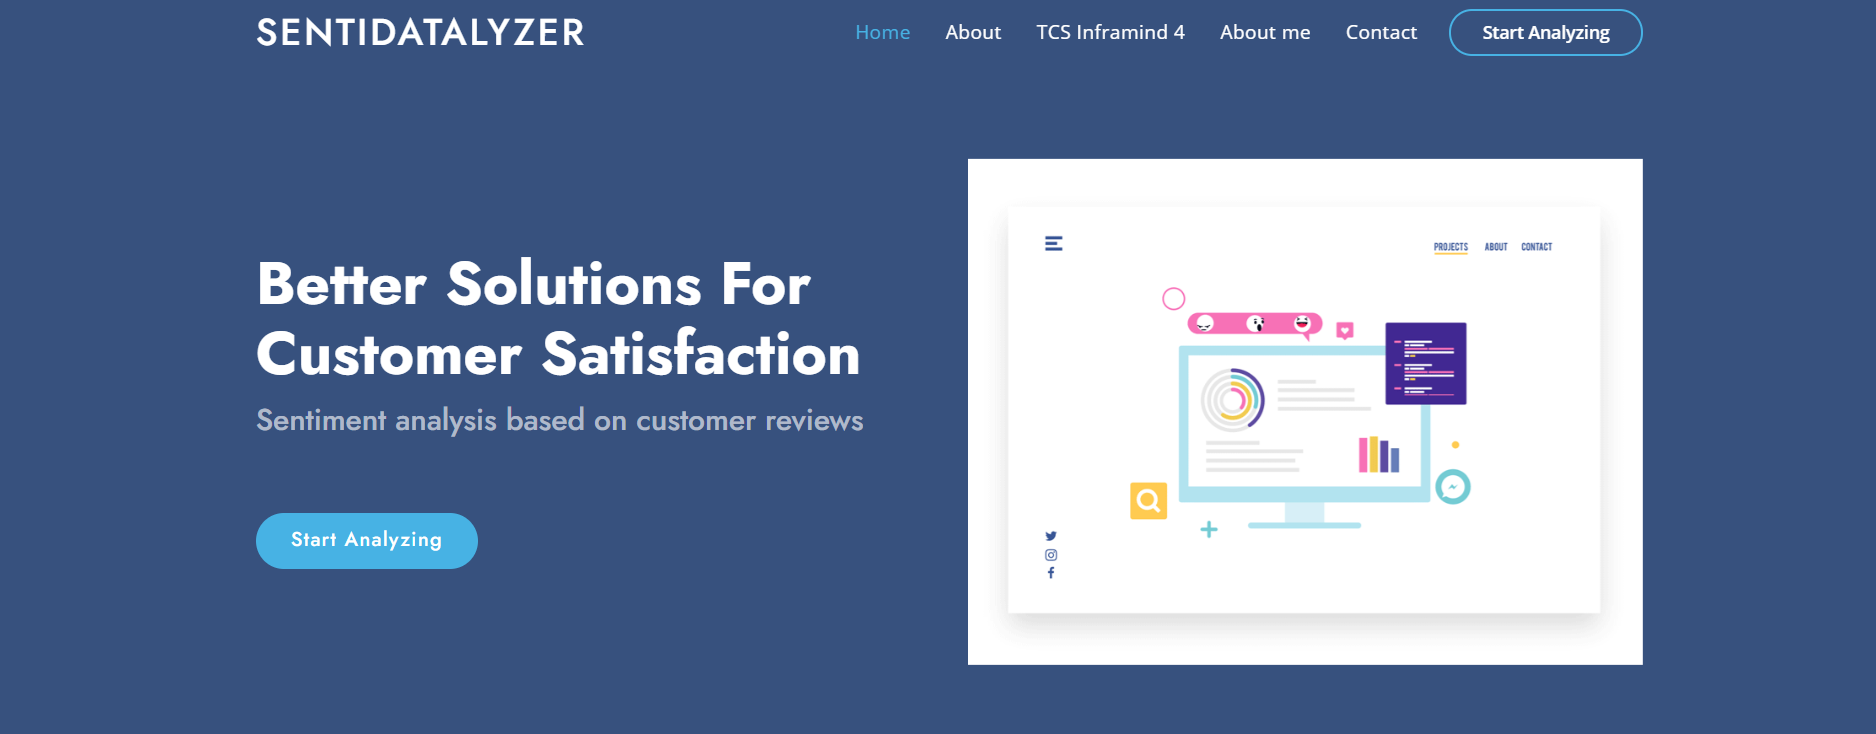 SENTIDATALYZER
Home About TCS Inframind 4 About me Contact Start Analyzing
Better Solutions For
Customer Satisfaction
Sentiment analysis based on customer reviews
Start Analyzing
PROJECTS ABOUT CONTACT